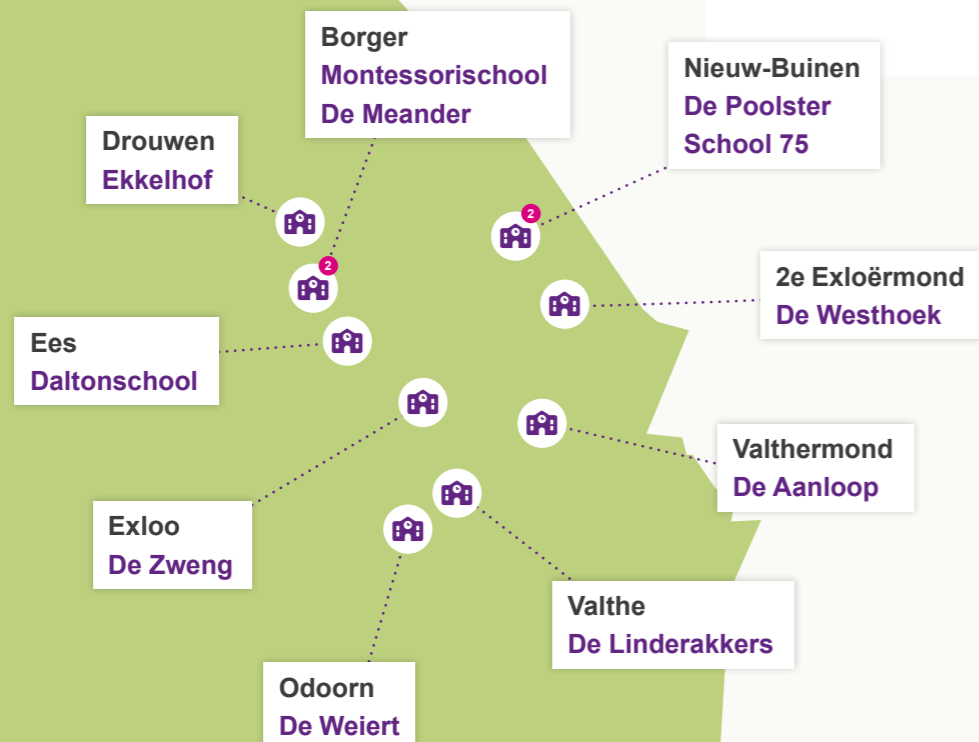 Borger
Montessorischool
De Meander
Nieuw-Buinen
De Poolster
School 75
Drouwen
Ekkelhof
2
2
2e Exloërmond
De Westhoek
Ees
Daltonschool
Valthermond
De Aanloop
Exloo
De Zweng
Valthe
De Linderakkers
Odoorn
De Weiert